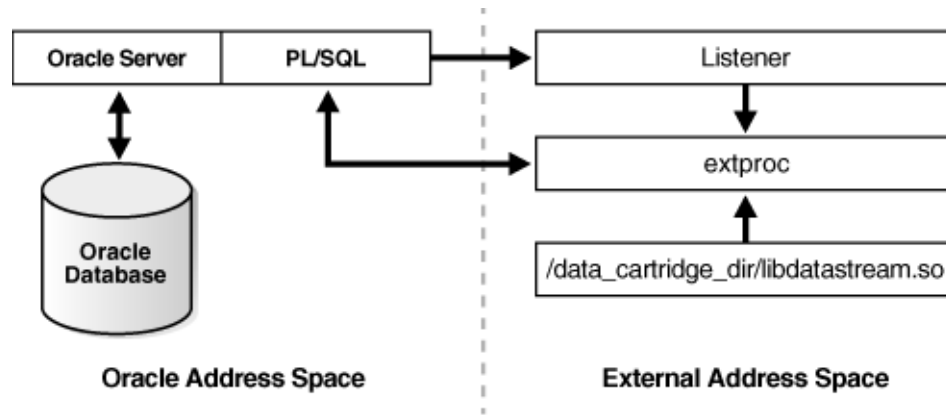 Oracle Server
PL/SQL
Listener
extproc
Oracle
Database
/data_cartridge_dir/libdatastream.so
Oracle Address Space
External Address Space